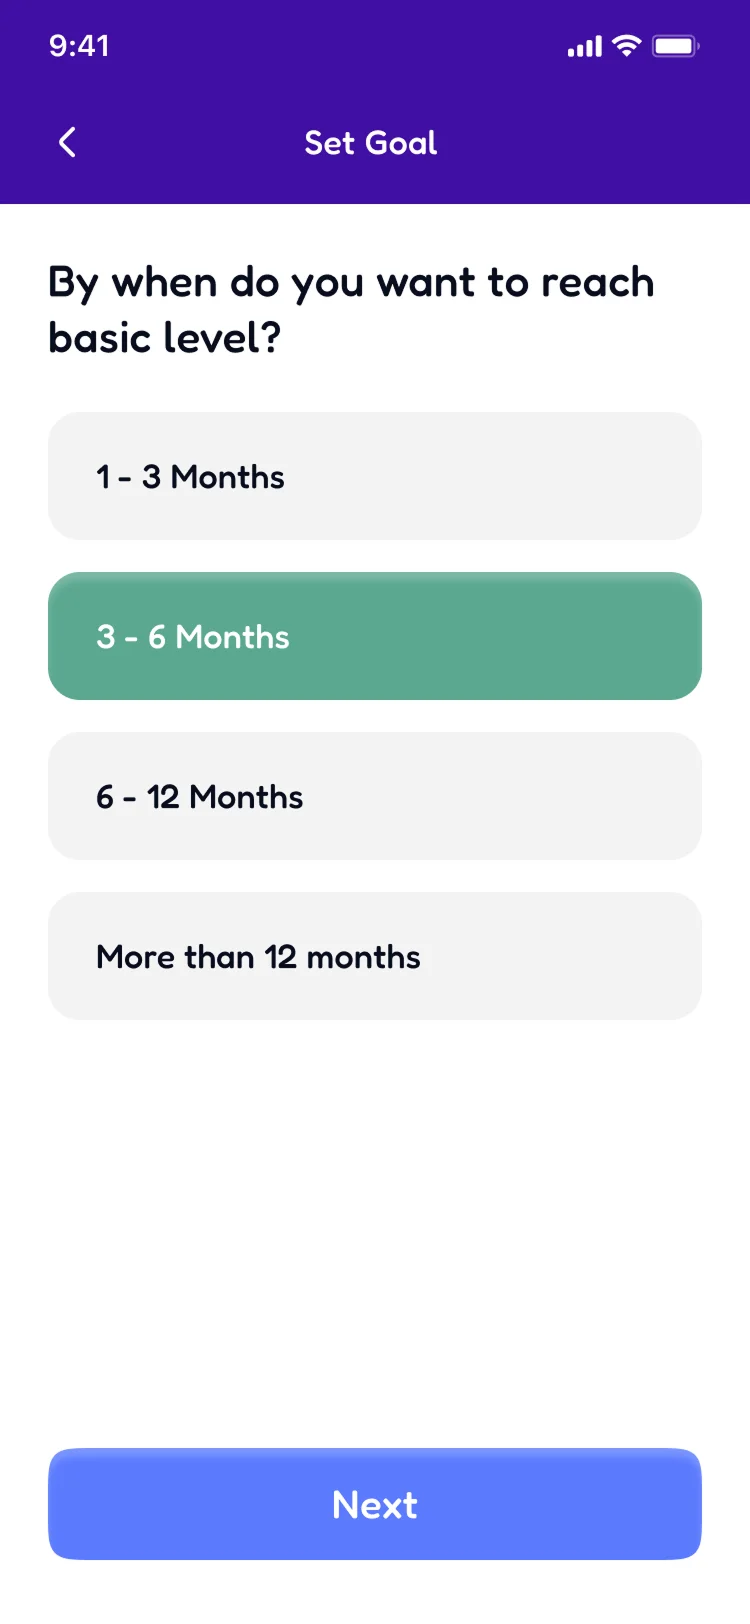 9:41
Set Goal
By when do you want to reach
basic level?
1 - 3 Months
3 - 6 Months
6 - 12 Months
More than 12 months
Next